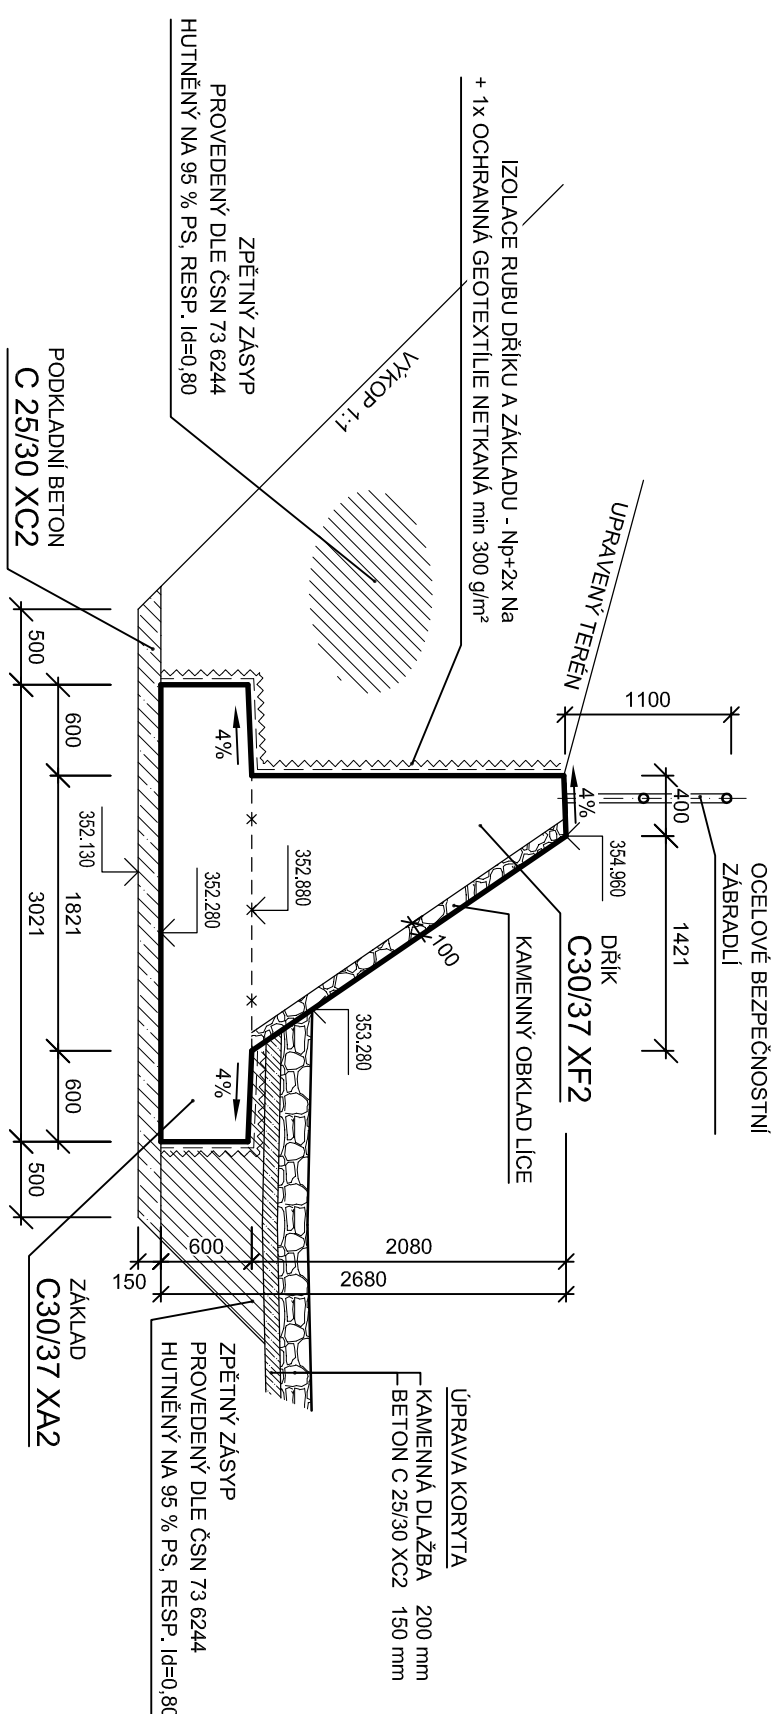 OCELOVÉ BEZPEČNOSTNÍ
ZÁBRADLÍ
1100
UPRAVENÝ TERÉN
IZOLACE RUBU DŘÍKU A ZÁKLADU - Np+2x Na
+ 1x OCHRANNÁ GEOTEXTÍLIE NETKANÁ min 300 g/m²
VÝKOP 1:1
ZPĚTNÝ ZÁSYP
PROVEDENÝ DLE ČSN 73 6244
HUTNĚNÝ NA 95 % PS, RESP. Id=0,80
PODKLADNÍ BETON
C 25/30 XC2
400
1421
4%
354.960
DŘÍK
C30/37 XF2
KAMENNÝ OBKLAD LÍCE
100
353.280
352.880
352.280
352.130
4%
4%
2080
2680
600
150
500
600
1821
600
500
3021
ÚPRAVA KORYTA
KAMENNÁ DLAŽBA 200 mm
BETON C 25/30 XC2 150 mm
ZPĚTNÝ ZÁSYP
PROVEDENÝ DLE ČSN 73 6244
HUTNĚNÝ NA 95 % PS, RESP. Id=0,80
ZÁKLAD
C30/37 XA2